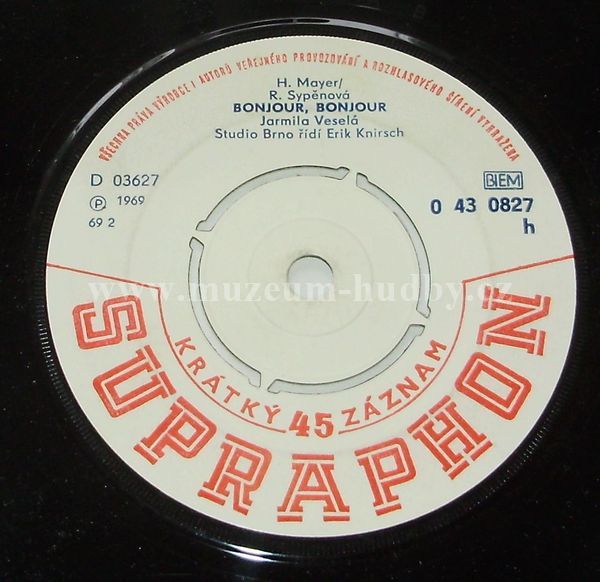 VŠECHNA PRÁVA VÝROBCE I AUTORŮ VEŘEJNÉHO PROVOZOVÁNÍ A ROZHLASOVÉHO ŠÍŘENÍ VYHRAŽENA
H. Mayer/
R. Sypěnová
BONJOUR, BONJOUR
Jarmila Veselá
Studio Brno řídí Erik Knirsch
D 03627
Ⓟ 1969
69 2
BIEM
0 43 0827
h
www.muzeum-hudby.cz
KRÁTKÝ 45 ZÁZNAM
SUPRAPHON